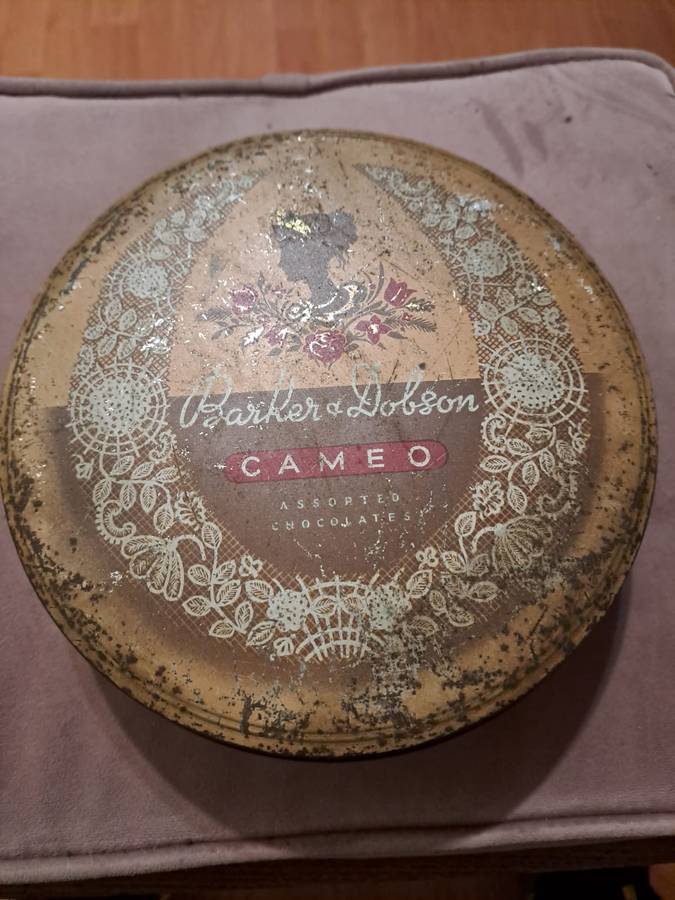 Barker & Dobson
CAMEO
ASSORTED
CHOCOLATES